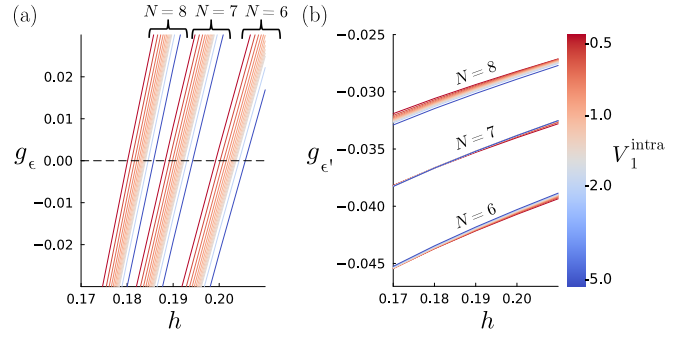 (a)
N = 8 N = 7 N = 6
0.02
0.01
0.00
−0.01
−0.02
g_ϵ
0.17 0.18 0.19 0.20
h
(b)
−0.025
−0.030
−0.035
−0.040
−0.045
g_ϵ'
N = 8
N = 7
N = 6
0.17 0.18 0.19 0.20
h
-0.5
-1.0
-2.0
-5.0
V_1^intra